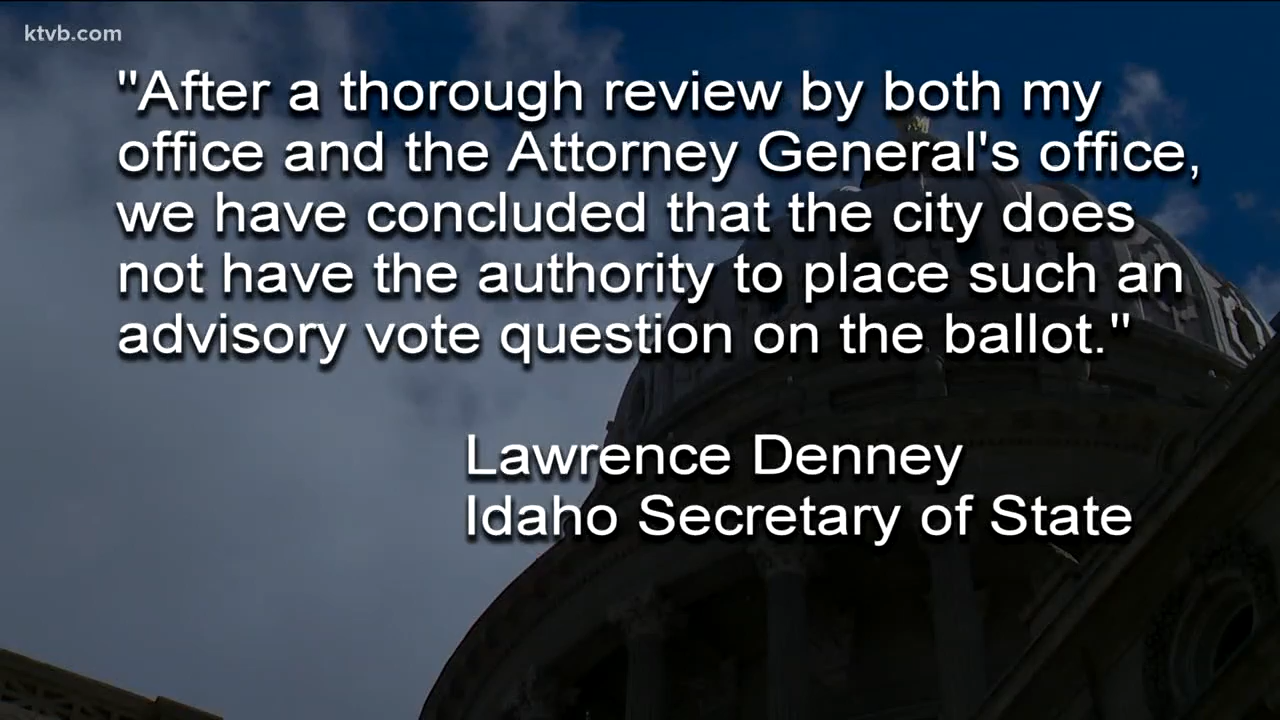 ktvb.com
"After a thorough review by both my
office and the Attorney General's office,
we have concluded that the city does
not have the authority to place such an
advisory vote question on the ballot."
Lawrence Denney
Idaho Secretary of State